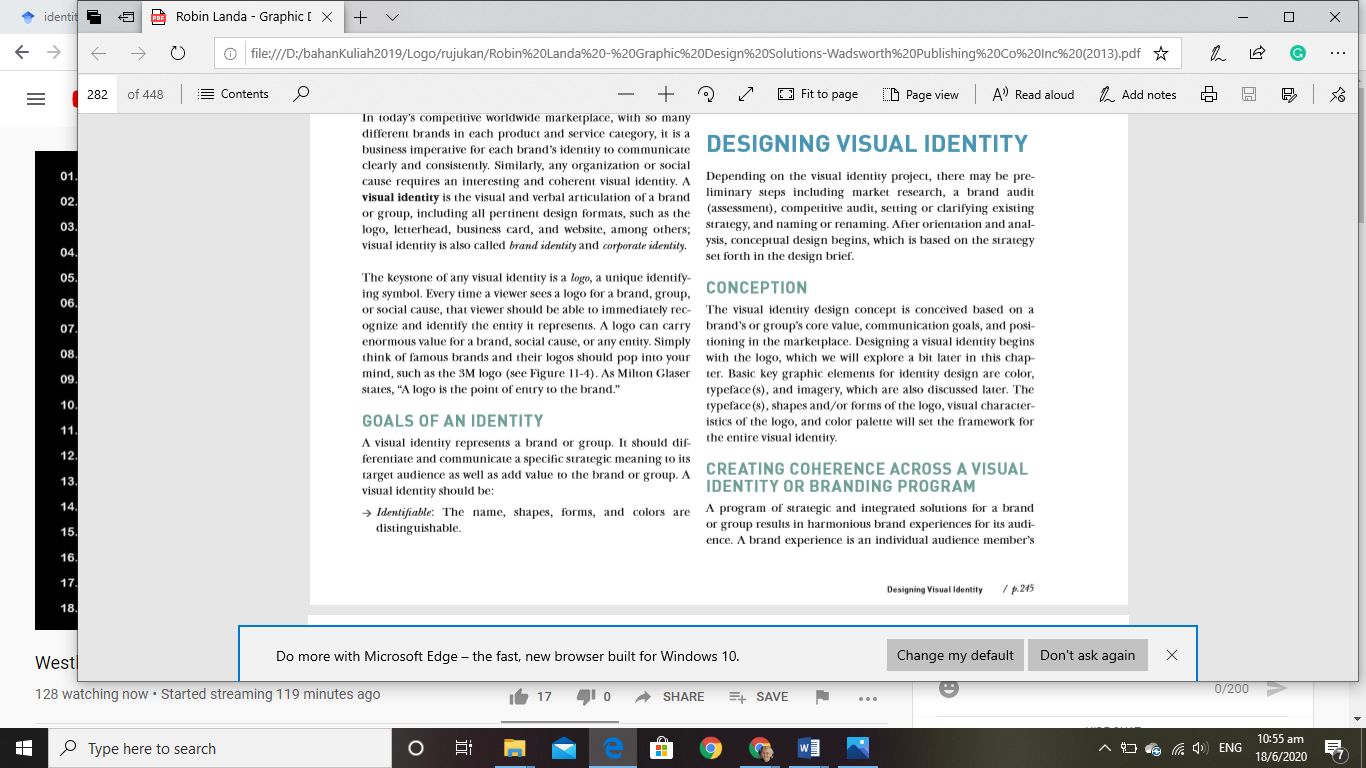 identit
Robin Landa - Graphic D
file:///D:/bahanKuliah2019/Logo/rujukan/Robin%20Landa%20-%20Graphic%20Design%20Solutions-Wadsworth%20Publishing%20Co%20Inc%20(2013).pdf
282 of 448 Contents Fit to page Page view Read aloud Add notes
In today's competitive worldwide marketplace, with so many
different brands in each product and service category, it is a
business imperative for each brand's identity to communicate
clearly and consistently. Similarly, any organization or social
cause requires an interesting and coherent visual identity. A
visual identity is the visual and verbal articulation of a brand
or group, including all pertinent design formats, such as the
logo, letterhead, business card, and website, among others;
visual identity is also called brand identity and corporate identity.
The keystone of any visual identity is a logo, a unique identify-
ing symbol. Every time a viewer sees a logo for a brand, group,
or social cause, that viewer should be able to immediately rec-
ognize and identify the entity it represents. A logo can carry
enormous value for a brand, social cause, or any entity. Simply
think of famous brands and their logos should pop into your
mind, such as the 3M logo (see Figure 11-4). As Milton Glaser
states, “A logo is the point of entry to the brand.”
GOALS OF AN IDENTITY
A visual identity represents a brand or group. It should dif-
ferentiate and communicate a specific strategic meaning to its
target audience as well as add value to the brand or group. A
visual identity should be:
→ Identifiable: The name, shapes, forms, and colors are
distinguishable.
DESIGNING VISUAL IDENTITY
Depending on the visual identity project, there may be pre-
liminary steps including market research, a brand audit
(assessment), competitive audit, setting or clarifying existing
strategy, and naming or renaming. After orientation and anal-
ysis, conceptual design begins, which is based on the strategy
set forth in the design brief.
CONCEPTION
The visual identity design concept is conceived based on a
brand's or group's core value, communication goals, and posi-
tioning in the marketplace. Designing a visual identity begins
with the logo, which we will explore a bit later in this chap-
ter. Basic key graphic elements for identity design are color,
typeface(s), and imagery, which are also discussed later. The
typeface(s), shapes and/or forms of the logo, visual character-
istics of the logo, and color palette will set the framework for
the entire visual identity.
CREATING COHERENCE ACROSS A VISUAL
IDENTITY OR BRANDING PROGRAM
A program of strategic and integrated solutions for a brand
or group results in harmonious brand experiences for its audi-
ence. A brand experience is an individual audience member's
Designing Visual Identity / p.245
01.
02.
03.
04.
05.
06.
07.
08.
09.
10.
11.
12.
13.
14.
15.
16.
17.
18.
Do more with Microsoft Edge – the fast, new browser built for Windows 10. Change my default Don't ask again
Westl
128 watching now • Started streaming 119 minutes ago 17 0 SHARE SAVE
0/200
Type here to search
ENG
10:55 am
18/6/2020
7